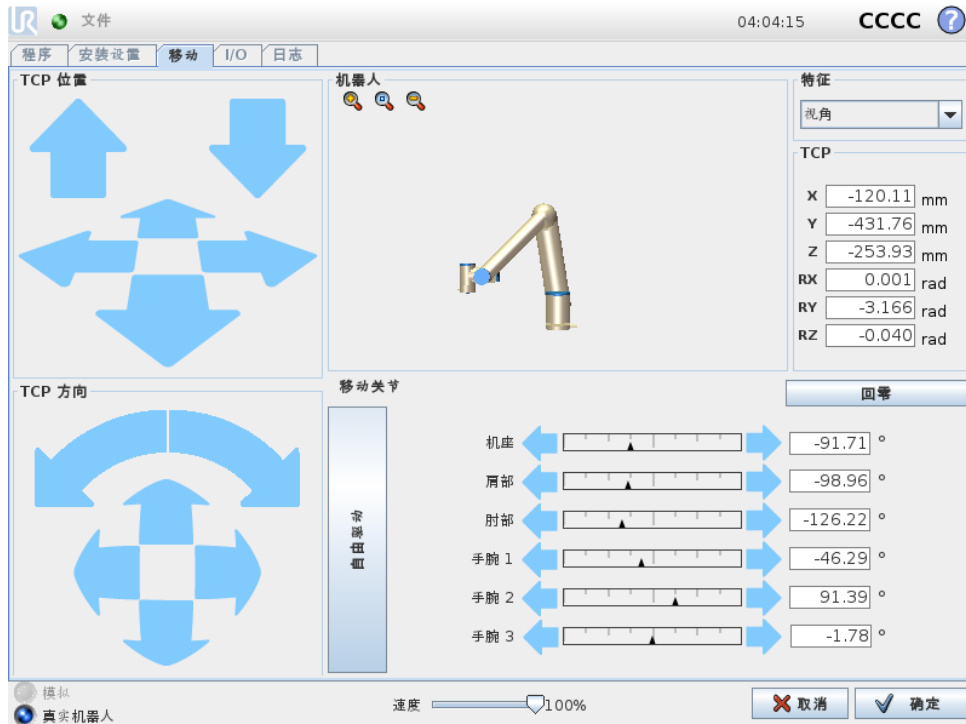 UR 文件 04:04:15 CCCC ?
程序 安装设置 移动 I/O 日志
TCP 位置
机器人
特征
视角
TCP
X -120.11 mm
Y -431.76 mm
Z -253.93 mm
RX 0.001 rad
RY -3.166 rad
RZ -0.040 rad
TCP 方向
移动关节
回零
自由驱动
机座 -91.71 °
肩部 -98.96 °
肘部 -126.22 °
手腕 1 -46.29 °
手腕 2 91.39 °
手腕 3 -1.78 °
模拟
真实机器人
速度 100%
取消
确定